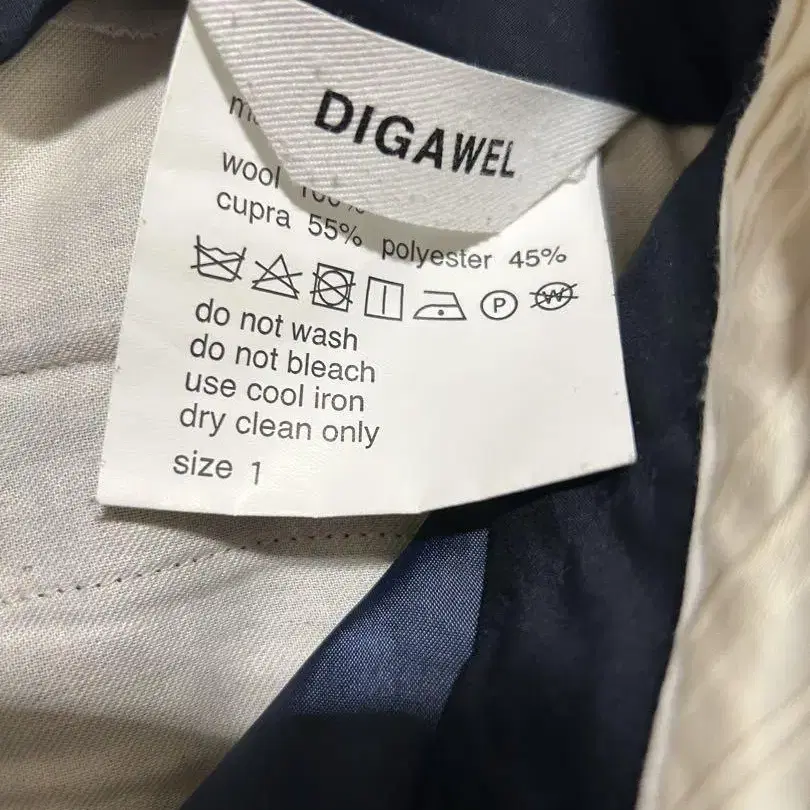 DIGAWEL
wool 100%
cupra 55% polyester 45%
P W
do not wash
do not bleach
use cool iron
dry clean only
size 1